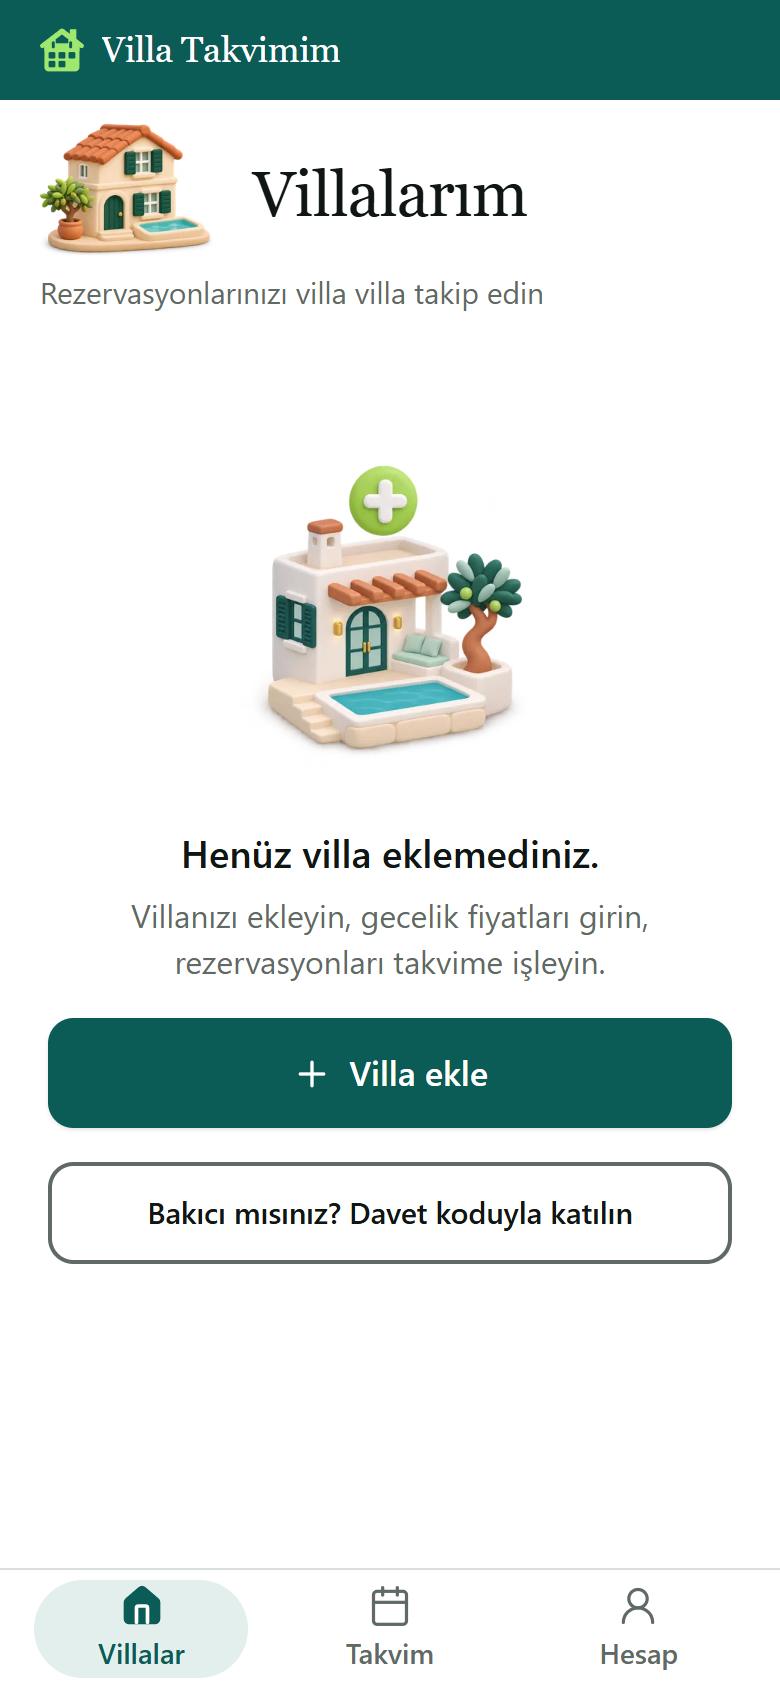 Villa Takvimim
Villalarım
Rezervasyonlarınızı villa villa takip edin
Henüz villa eklemediniz.
Villanızı ekleyin, gecelik fiyatları girin,
rezervasyonları takvime işleyin.
Villa ekle
Bakıcı mısınız? Davet koduyla katılın
Villalar
Takvim
Hesap